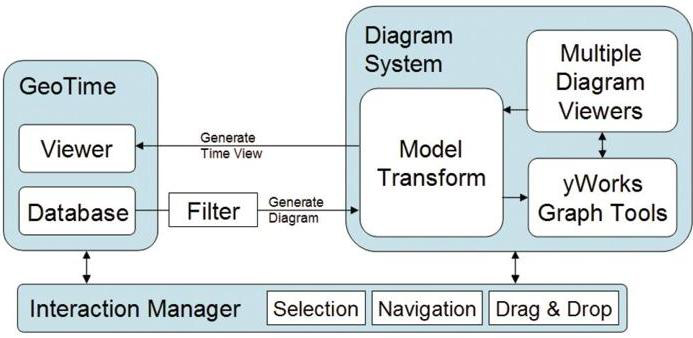 GeoTime
Viewer
Database
Filter
Generate
Time View
Generate
Diagram
Diagram
System
Model
Transform
Multiple
Diagram
Viewers
yWorks
Graph Tools
Interaction Manager
Selection
Navigation
Drag & Drop